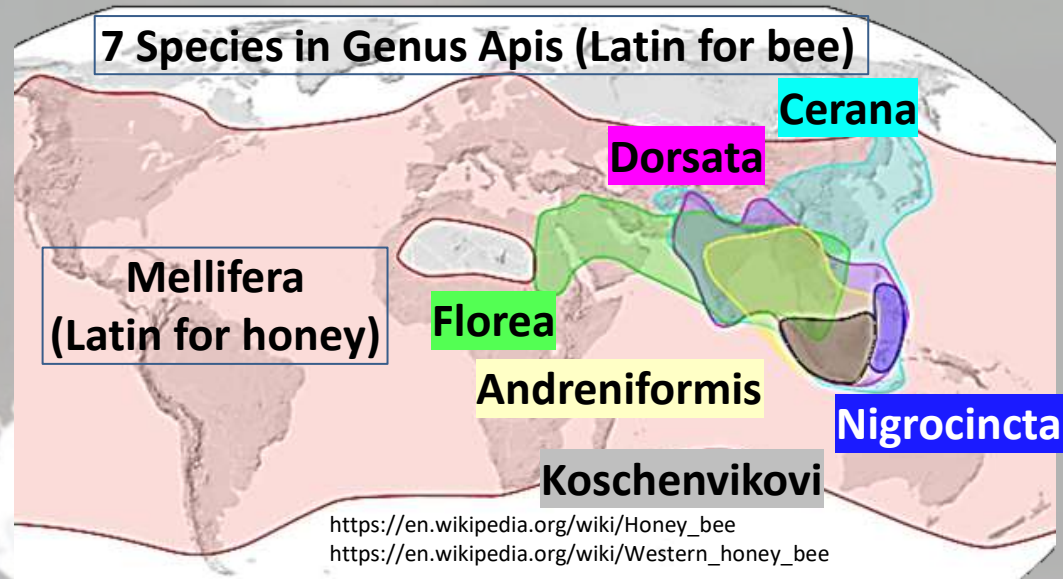 7 Species in Genus Apis (Latin for bee)
Cerana
Dorsata
Mellifera
(Latin for honey)
Florea
Andreniformis
Nigrocincta
Koschenvikovi
https://en.wikipedia.org/wiki/Honey_bee
https://en.wikipedia.org/wiki/Western_honey_bee